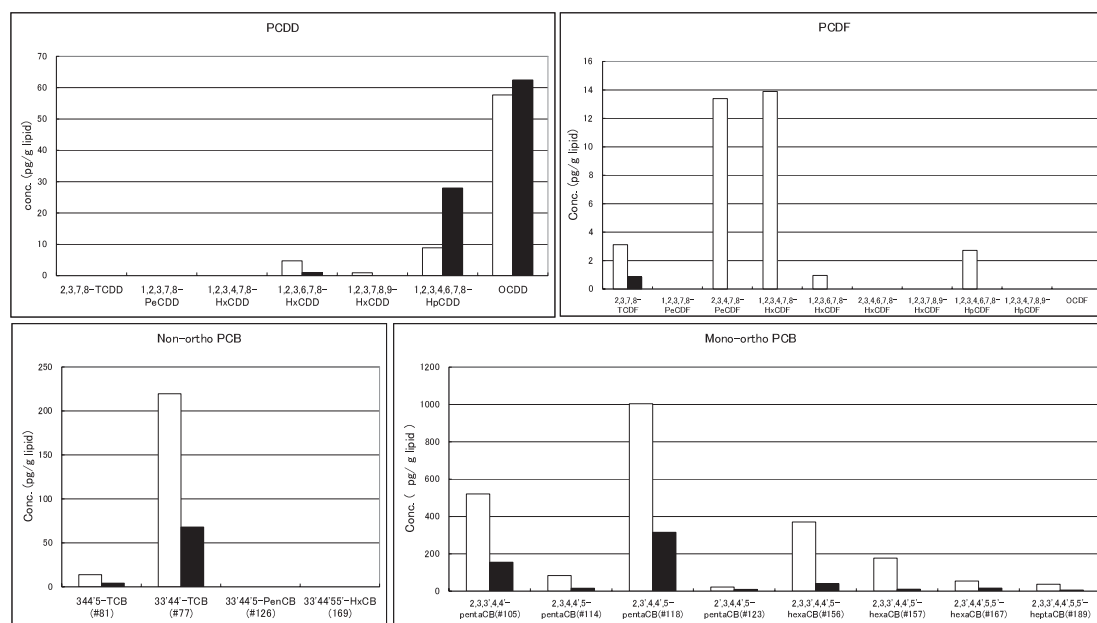 PCDD
conc. (pg/g lipid)
70
60
50
40
30
20
10
0
2,3,7,8-TCDD
1,2,3,7,8-
PeCDD
1,2,3,4,7,8-
HxCDD
1,2,3,6,7,8-
HxCDD
1,2,3,7,8,9-
HxCDD
1,2,3,4,6,7,8-
HpCDD
OCDD
PCDF
Conc. (pg/g lipid)
16
14
12
10
8
6
4
2
0
2,3,7,8-
TCDF
1,2,3,7,8-
PeCDF
2,3,4,7,8-
PeCDF
1,2,3,4,7,8-
HxCDF
1,2,3,6,7,8-
HxCDF
2,3,4,6,7,8-
HxCDF
1,2,3,7,8,9-
HxCDF
1,2,3,4,6,7,8-
HpCDF
1,2,3,4,7,8,9-
HpCDF
OCDF
Non-ortho PCB
Conc. (pg/g lipid)
250
200
150
100
50
0
344'5-TCB
(#81)
33'44'-TCB
(#77)
33'44'5-PenCB
(#126)
33'44'55'-HxCB
(169)
Mono-ortho PCB
Conc. ( pg/ g lipid )
1200
1000
800
600
400
200
0
2,3,3',4,4'-
pentaCB(#105)
2,3,4,4',5-
pentaCB(#114)
2,3',4,4',5-
pentaCB(#118)
2',3,4,4',5-
pentaCB(#123)
2,3,3',4,4',5-
hexaCB(#156)
2,3,3',4,4',5'-
hexaCB(#157)
2,3',4,4',5,5'-
hexaCB(#167)
2,3,3',4,4',5,5'-
heptaCB(#189)